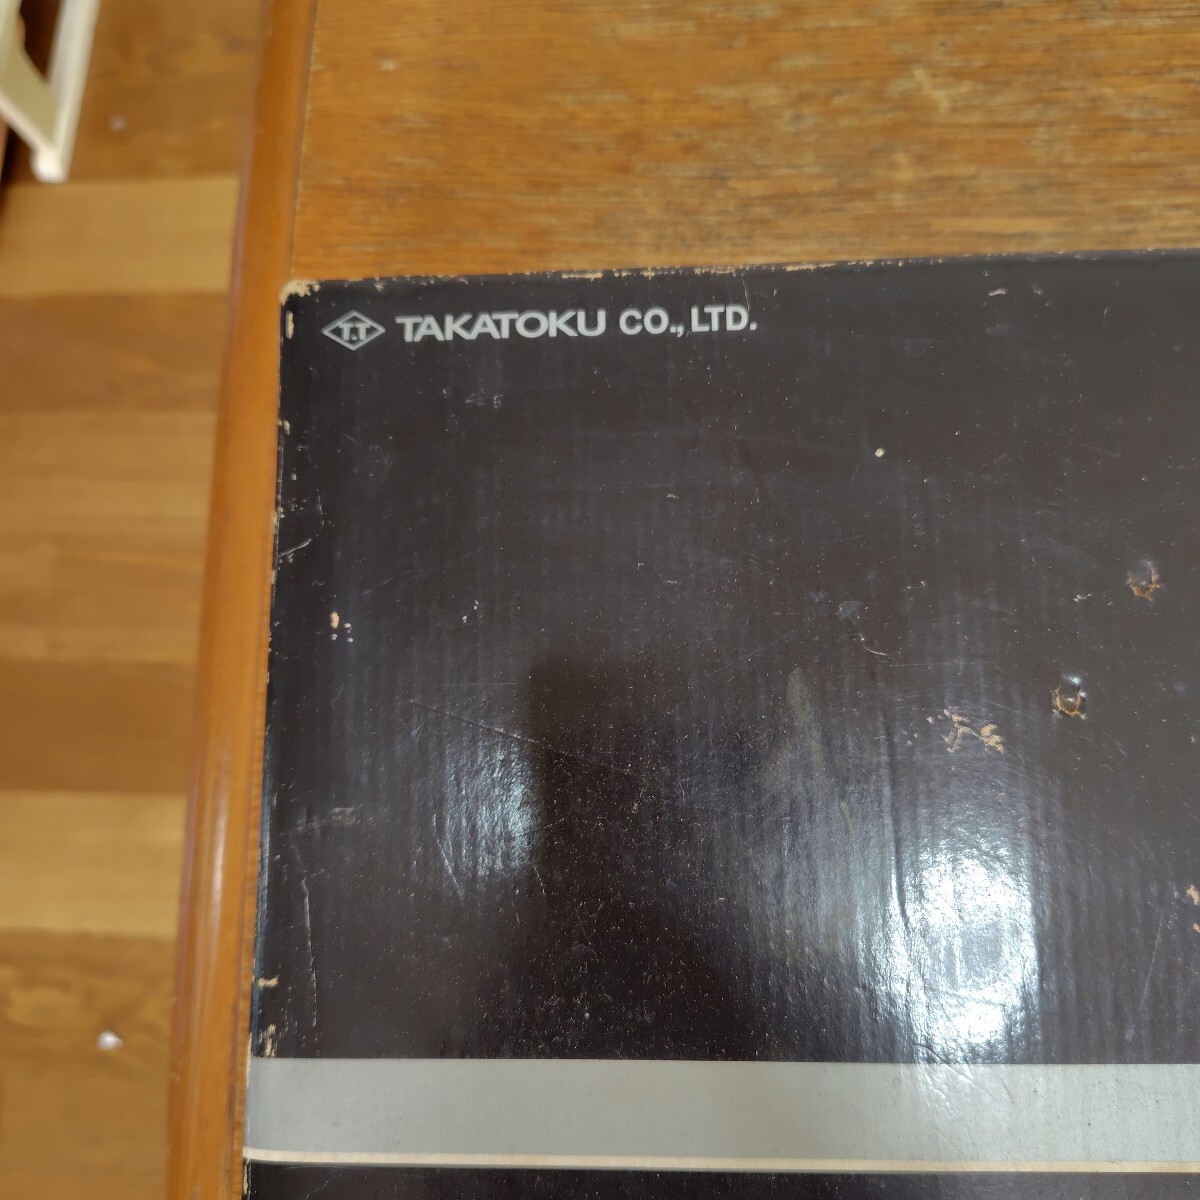 T.T TAKATOKU CO., LTD.